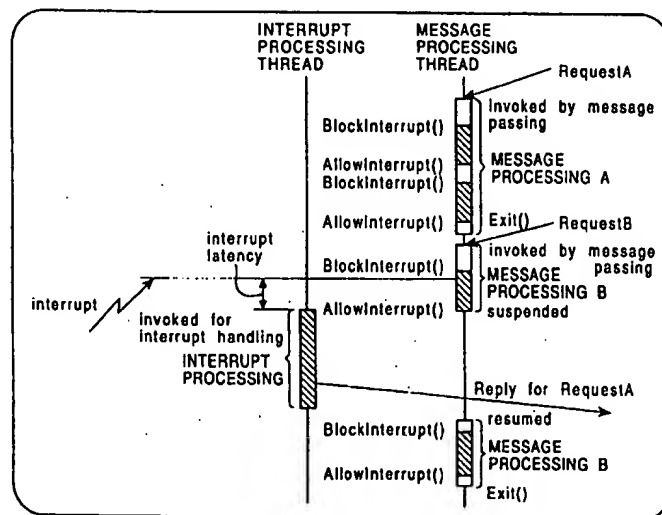 INTERRUPT
PROCESSING
THREAD
MESSAGE
PROCESSING
THREAD
RequestA
Invoked by message
passing
BlockInterrupt()
AllowInterrupt()
BlockInterrupt()
MESSAGE
PROCESSING A
AllowInterrupt()
Exit()
RequestB
interrupt
latency
BlockInterrupt()
invoked by message
passing
MESSAGE
PROCESSING B
suspended
interrupt
AllowInterrupt()
invoked for
interrupt handling
INTERRUPT
PROCESSING
Reply for RequestA
resumed
BlockInterrupt()
MESSAGE
PROCESSING B
AllowInterrupt()
Exit()